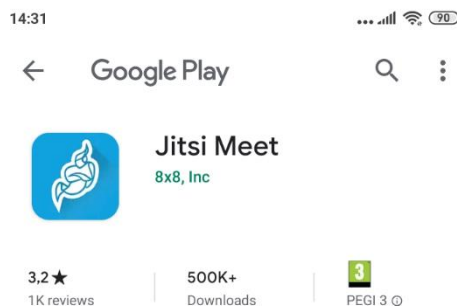 14:31
90
Google Play
Jitsi Meet
8x8, Inc
3,2★ 500K+ 3
1K reviews Downloads PEGI 3